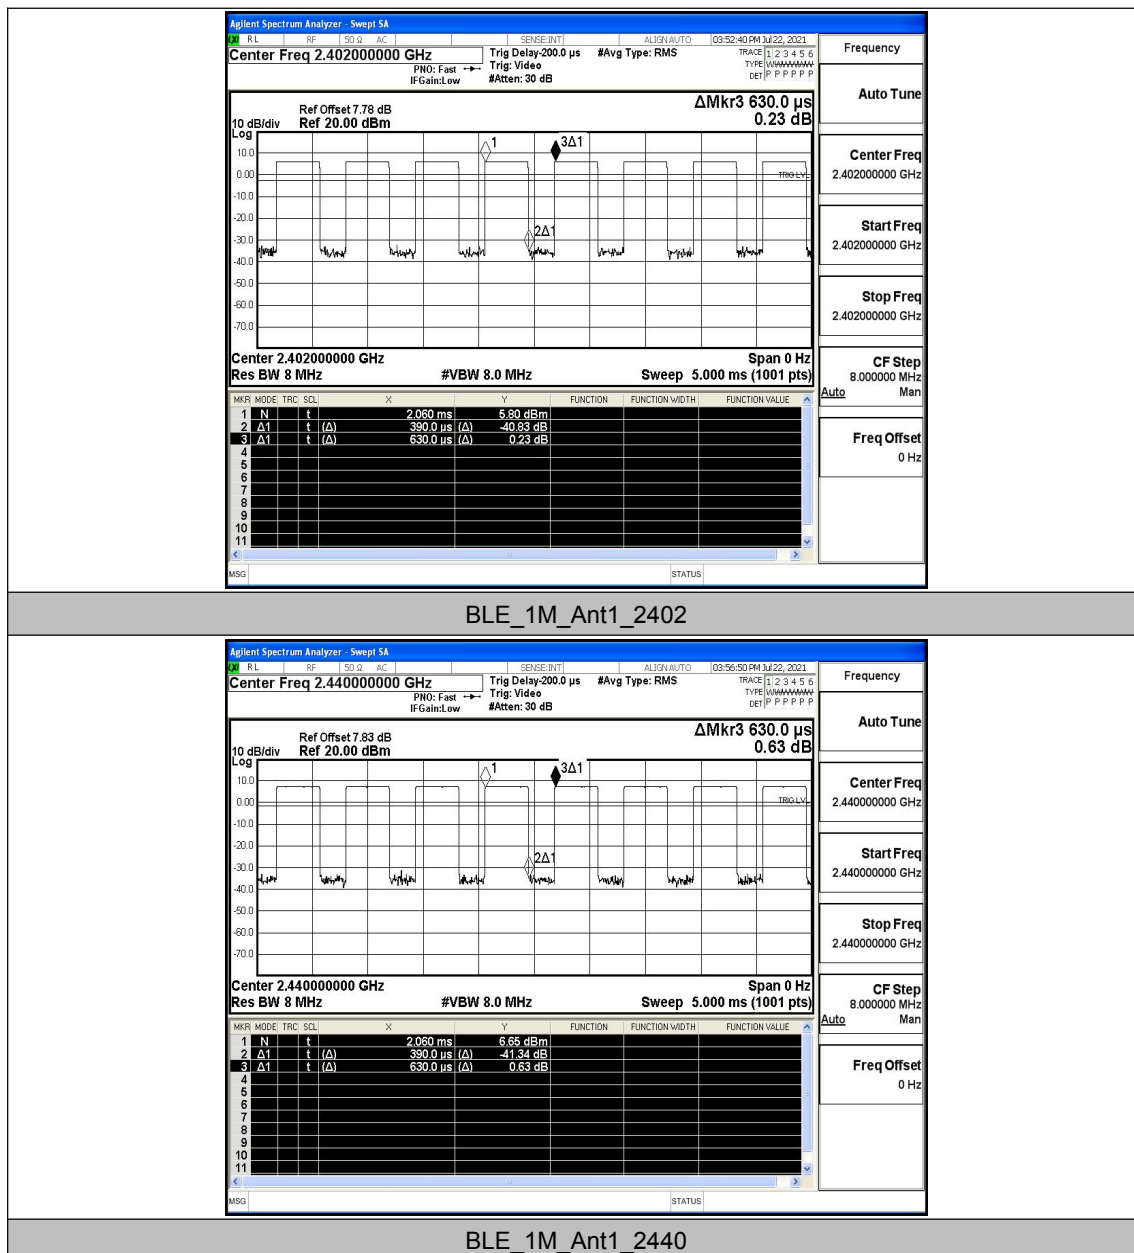 Agilent Spectrum Analyzer - Swept SA
LXI RL RF 50 Ω AC SENSE:INT ALIGN AUTO 03:52:40 PM Jul 22, 2021
Center Freq 2.402000000 GHz Trig Delay-200.0 µs #Avg Type: RMS TRACE 1 2 3 4 5 6
PNO: Fast Trig: Video TYPE
IFGain:Low #Atten: 30 dB DET P P P P P P
ΔMkr3 630.0 µs
0.23 dB
Ref Offset 7.78 dB
10 dB/div Ref 20.00 dBm
Log
10.0
0.00
-10.0
-20.0
-30.0
-40.0
-50.0
-60.0
-70.0
1
3Δ1
TRIG LVL
2Δ1
Center 2.402000000 GHz Span 0 Hz
Res BW 8 MHz #VBW 8.0 MHz Sweep 5.000 ms (1001 pts)
MKR MODE TRC SCL X Y FUNCTION FUNCTION WIDTH FUNCTION VALUE
1 N t 2.060 ms 5.80 dBm
2 Δ1 t (Δ) 390.0 µs (Δ) -40.83 dB
3 Δ1 t (Δ) 630.0 µs (Δ) 0.23 dB
4
5
6
7
8
9
10
11
MSG STATUS
Frequency
Auto Tune
Center Freq
2.402000000 GHz
Start Freq
2.402000000 GHz
Stop Freq
2.402000000 GHz
CF Step
8.000000 MHz
Auto Man
Freq Offset
0 Hz
BLE_1M_Ant1_2402
Agilent Spectrum Analyzer - Swept SA
LXI RL RF 50 Ω AC SENSE:INT ALIGN AUTO 03:56:50 PM Jul 22, 2021
Center Freq 2.440000000 GHz Trig Delay-200.0 µs #Avg Type: RMS TRACE 1 2 3 4 5 6
PNO: Fast Trig: Video TYPE
IFGain:Low #Atten: 30 dB DET P P P P P P
ΔMkr3 630.0 µs
0.63 dB
Ref Offset 7.83 dB
10 dB/div Ref 20.00 dBm
Log
10.0
0.00
-10.0
-20.0
-30.0
-40.0
-50.0
-60.0
-70.0
1
3Δ1
TRIG LVL
2Δ1
Center 2.440000000 GHz Span 0 Hz
Res BW 8 MHz #VBW 8.0 MHz Sweep 5.000 ms (1001 pts)
MKR MODE TRC SCL X Y FUNCTION FUNCTION WIDTH FUNCTION VALUE
1 N t 2.060 ms 6.65 dBm
2 Δ1 t (Δ) 390.0 µs (Δ) -41.34 dB
3 Δ1 t (Δ) 630.0 µs (Δ) 0.63 dB
4
5
6
7
8
9
10
11
MSG STATUS
Frequency
Auto Tune
Center Freq
2.440000000 GHz
Start Freq
2.440000000 GHz
Stop Freq
2.440000000 GHz
CF Step
8.000000 MHz
Auto Man
Freq Offset
0 Hz
BLE_1M_Ant1_2440